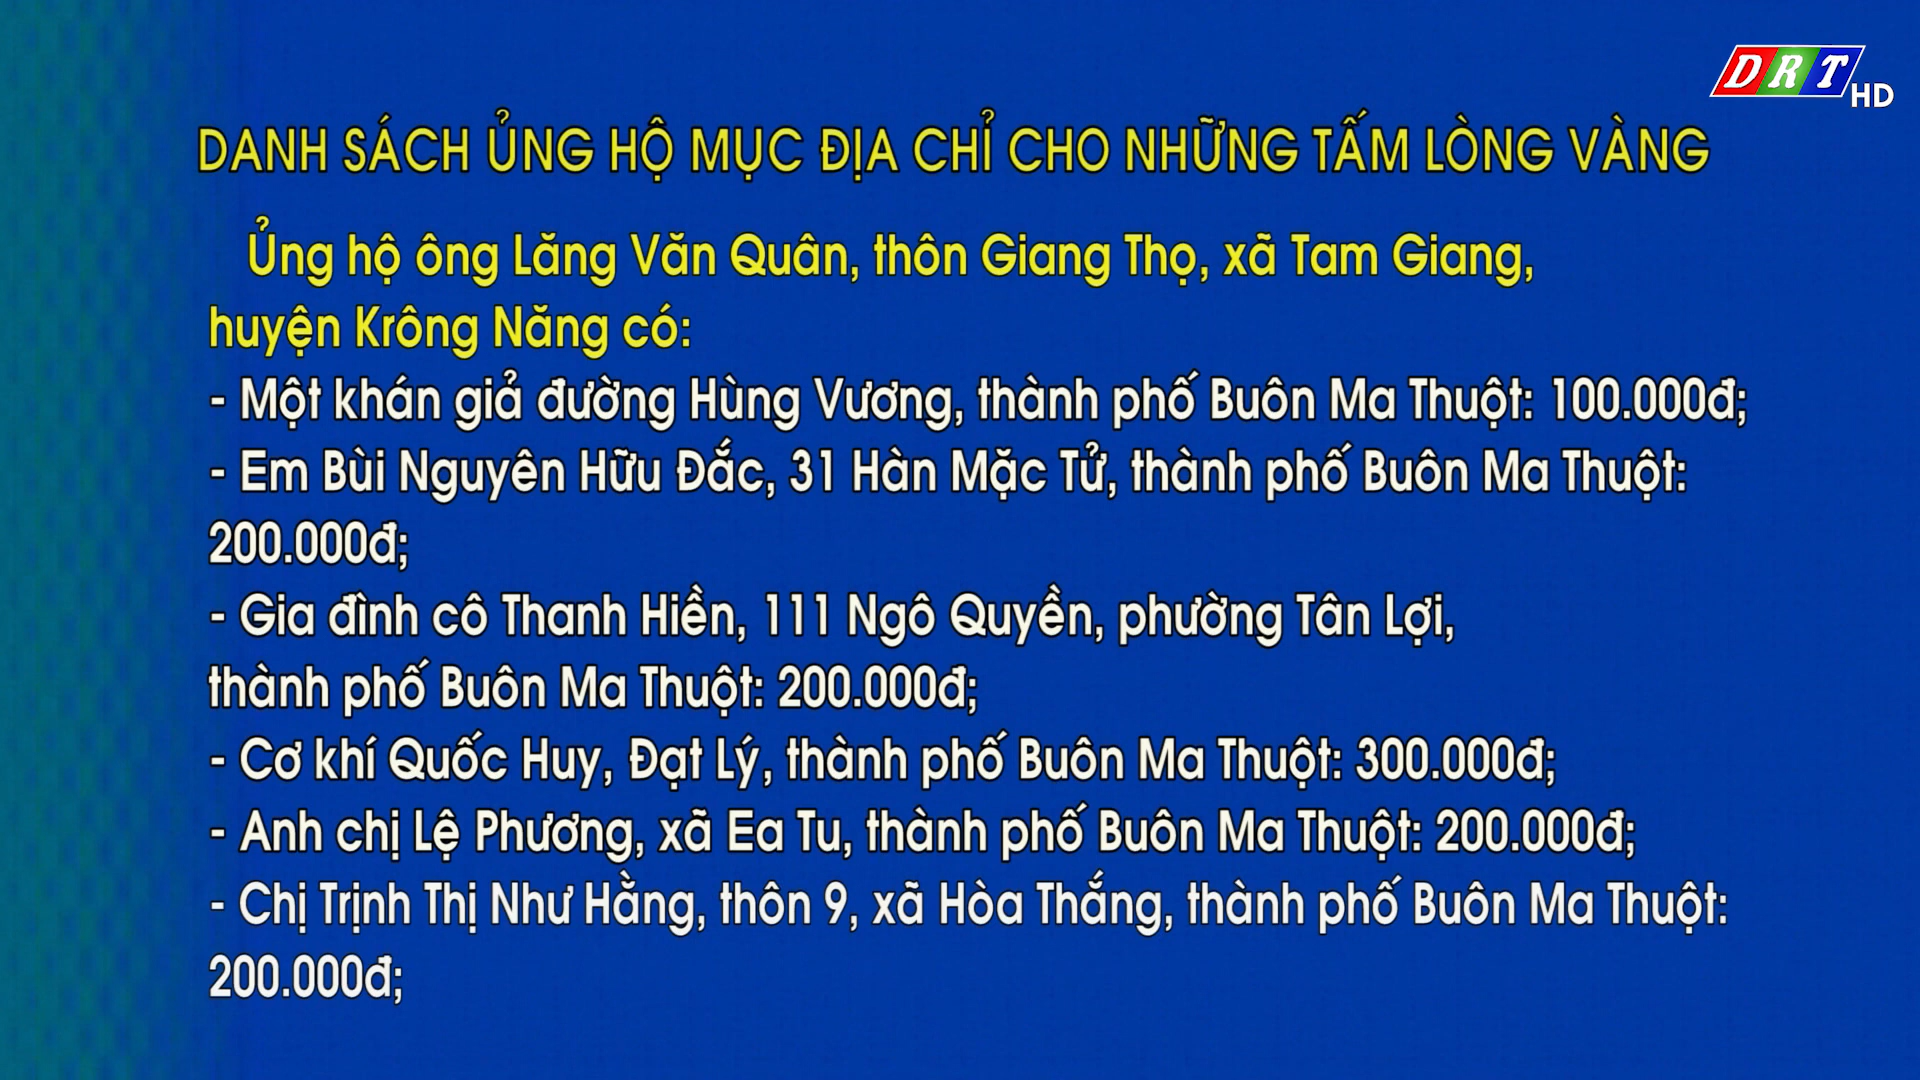 DRT HD
DANH SÁCH ỦNG HỘ MỤC ĐỊA CHỈ CHO NHỮNG TẤM LÒNG VÀNG
Ủng hộ ông Lăng Văn Quân, thôn Giang Thọ, xã Tam Giang,
huyện Krông Năng có:
- Một khán giả đường Hùng Vương, thành phố Buôn Ma Thuột: 100.000đ;
- Em Bùi Nguyên Hữu Đắc, 31 Hàn Mặc Tử, thành phố Buôn Ma Thuột:
200.000đ;
- Gia đình cô Thanh Hiền, 111 Ngô Quyền, phường Tân Lợi,
thành phố Buôn Ma Thuột: 200.000đ;
- Cơ khí Quốc Huy, Đạt Lý, thành phố Buôn Ma Thuột: 300.000đ;
- Anh chị Lệ Phương, xã Ea Tu, thành phố Buôn Ma Thuột: 200.000đ;
- Chị Trịnh Thị Như Hằng, thôn 9, xã Hòa Thắng, thành phố Buôn Ma Thuột:
200.000đ;